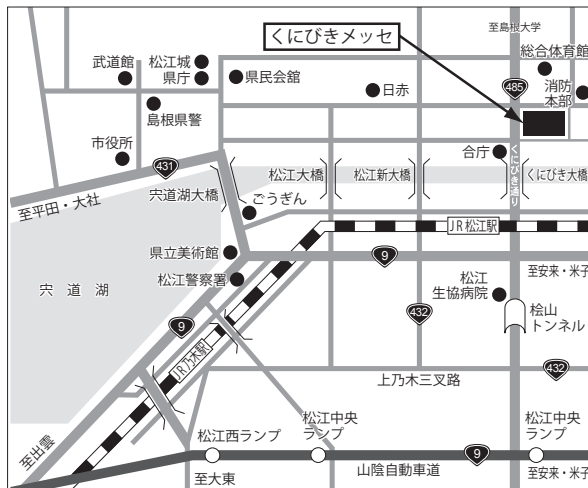 至島根大学
くにびきメッセ
総合体育館
武道館
松江城
県庁
県民会館
日赤
485
消防
本部
島根県警
市役所
合庁
くにびき通り
431
松江大橋
松江新大橋
くにびき大橋
宍道湖大橋
至平田・大社
ごうぎん
JR松江駅
県立美術館
9
至安来・米子
松江警察署
松江
生協病院
宍道湖
432
桧山
トンネル
9
JR乃木駅
上乃木三叉路
432
至出雲
松江西ランプ
松江中央
ランプ
松江中央
ランプ
9
至大東
山陰自動車道
至安来・米子